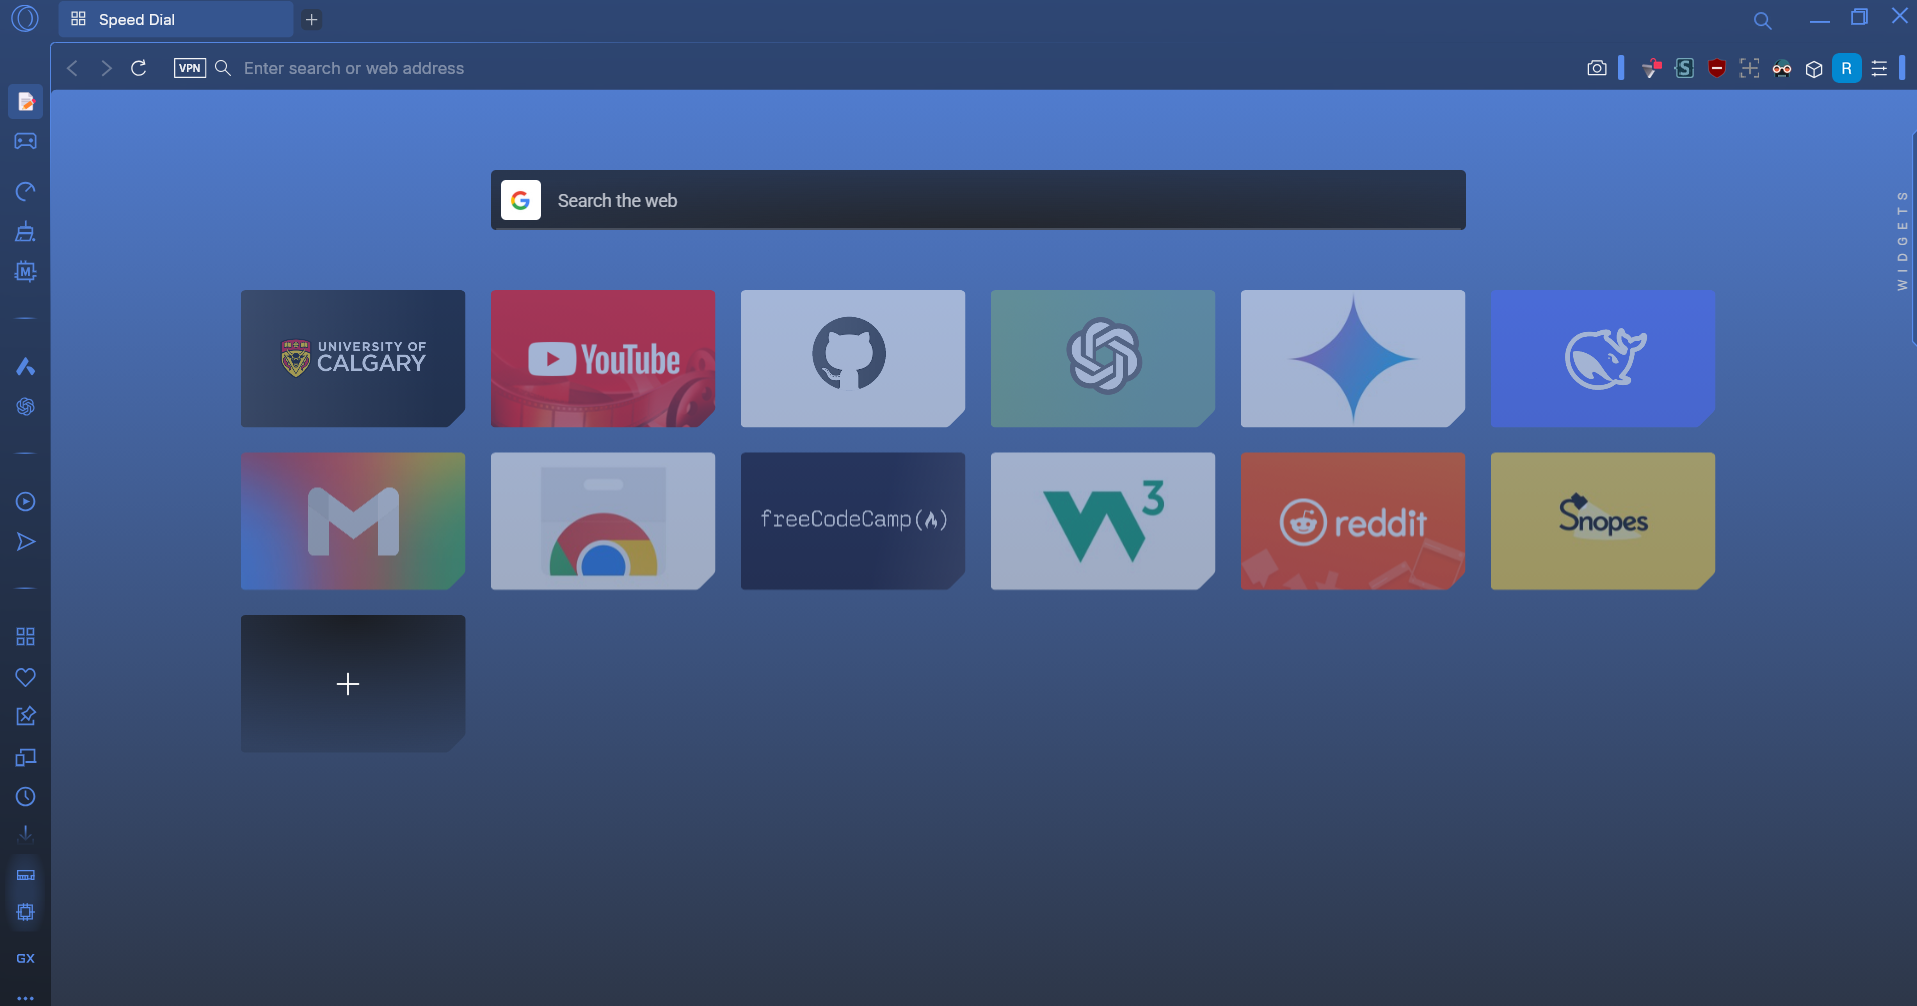 Speed Dial
VPN
Enter search or web address
S
R
M
G
Search the web
WIDGETS
UNIVERSITY OF
CALGARY
YouTube
M
freeCodeCamp(🔥)
W3
reddit
Snopes
GX